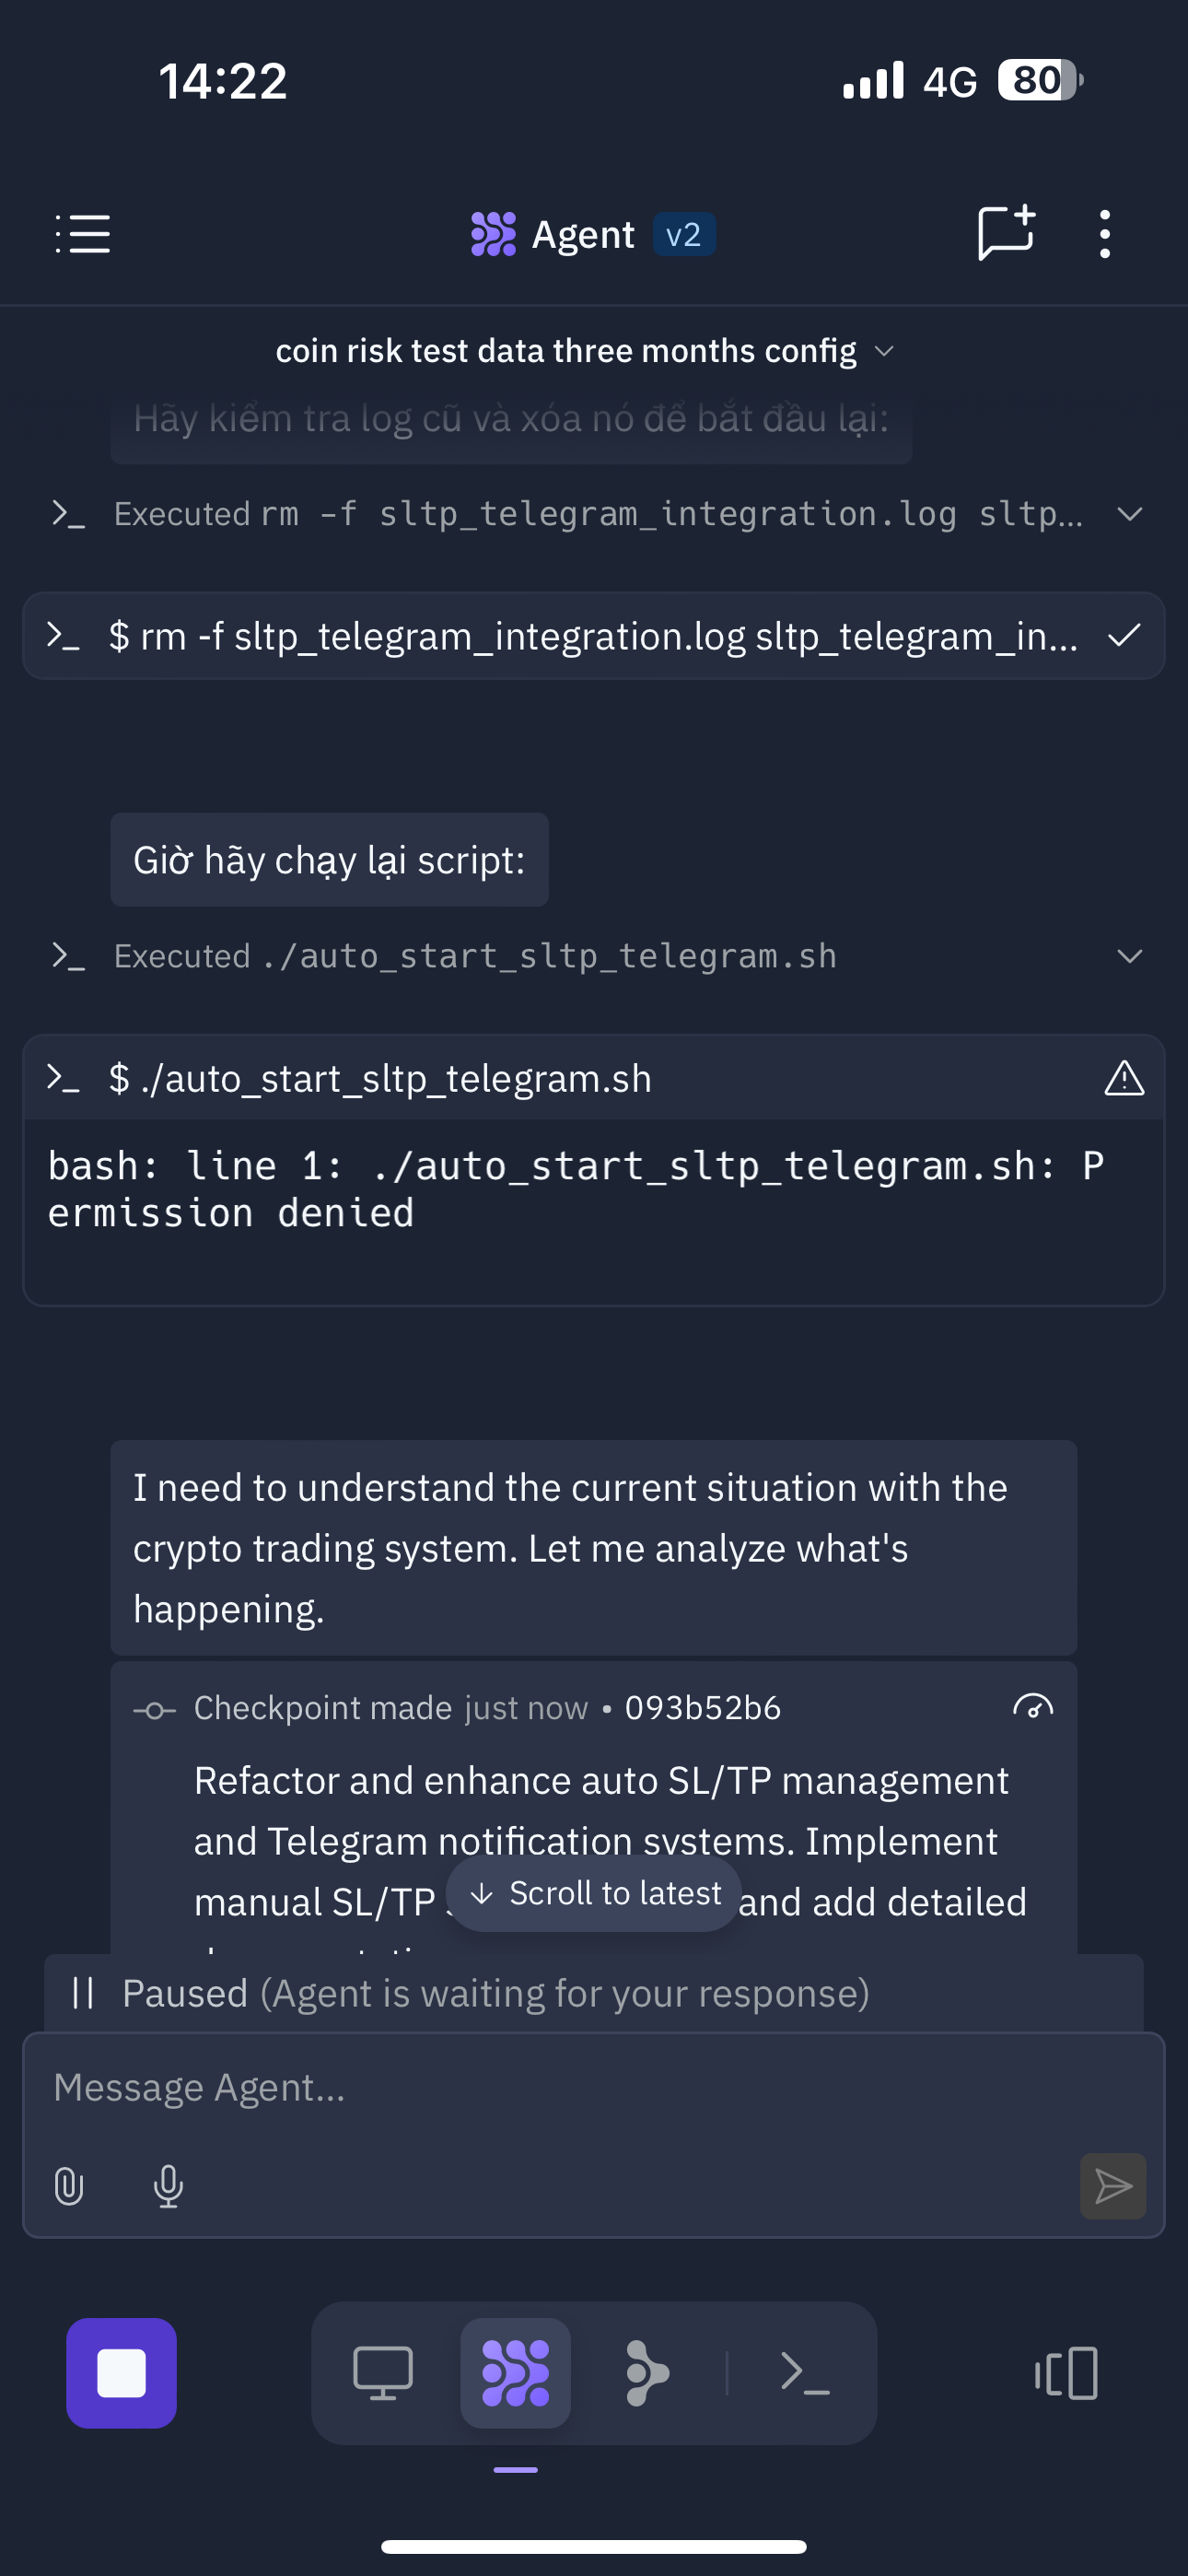 14:22
4G 80
Agent v2
coin risk test data three months config
Hãy kiểm tra log cũ và xóa nó để bắt đầu lại:
Executed rm -f sltp_telegram_integration.log sltp...
$ rm -f sltp_telegram_integration.log sltp_telegram_in...
Giờ hãy chạy lại script:
Executed ./auto_start_sltp_telegram.sh
$ ./auto_start_sltp_telegram.sh
bash: line 1: ./auto_start_sltp_telegram.sh: P
ermission denied
I need to understand the current situation with the
crypto trading system. Let me analyze what's
happening.
Checkpoint made just now • 093b52b6
Refactor and enhance auto SL/TP management
and Telegram notification systems. Implement
manual SL/TP and add detailed
Scroll to latest
Paused (Agent is waiting for your response)
Message Agent...